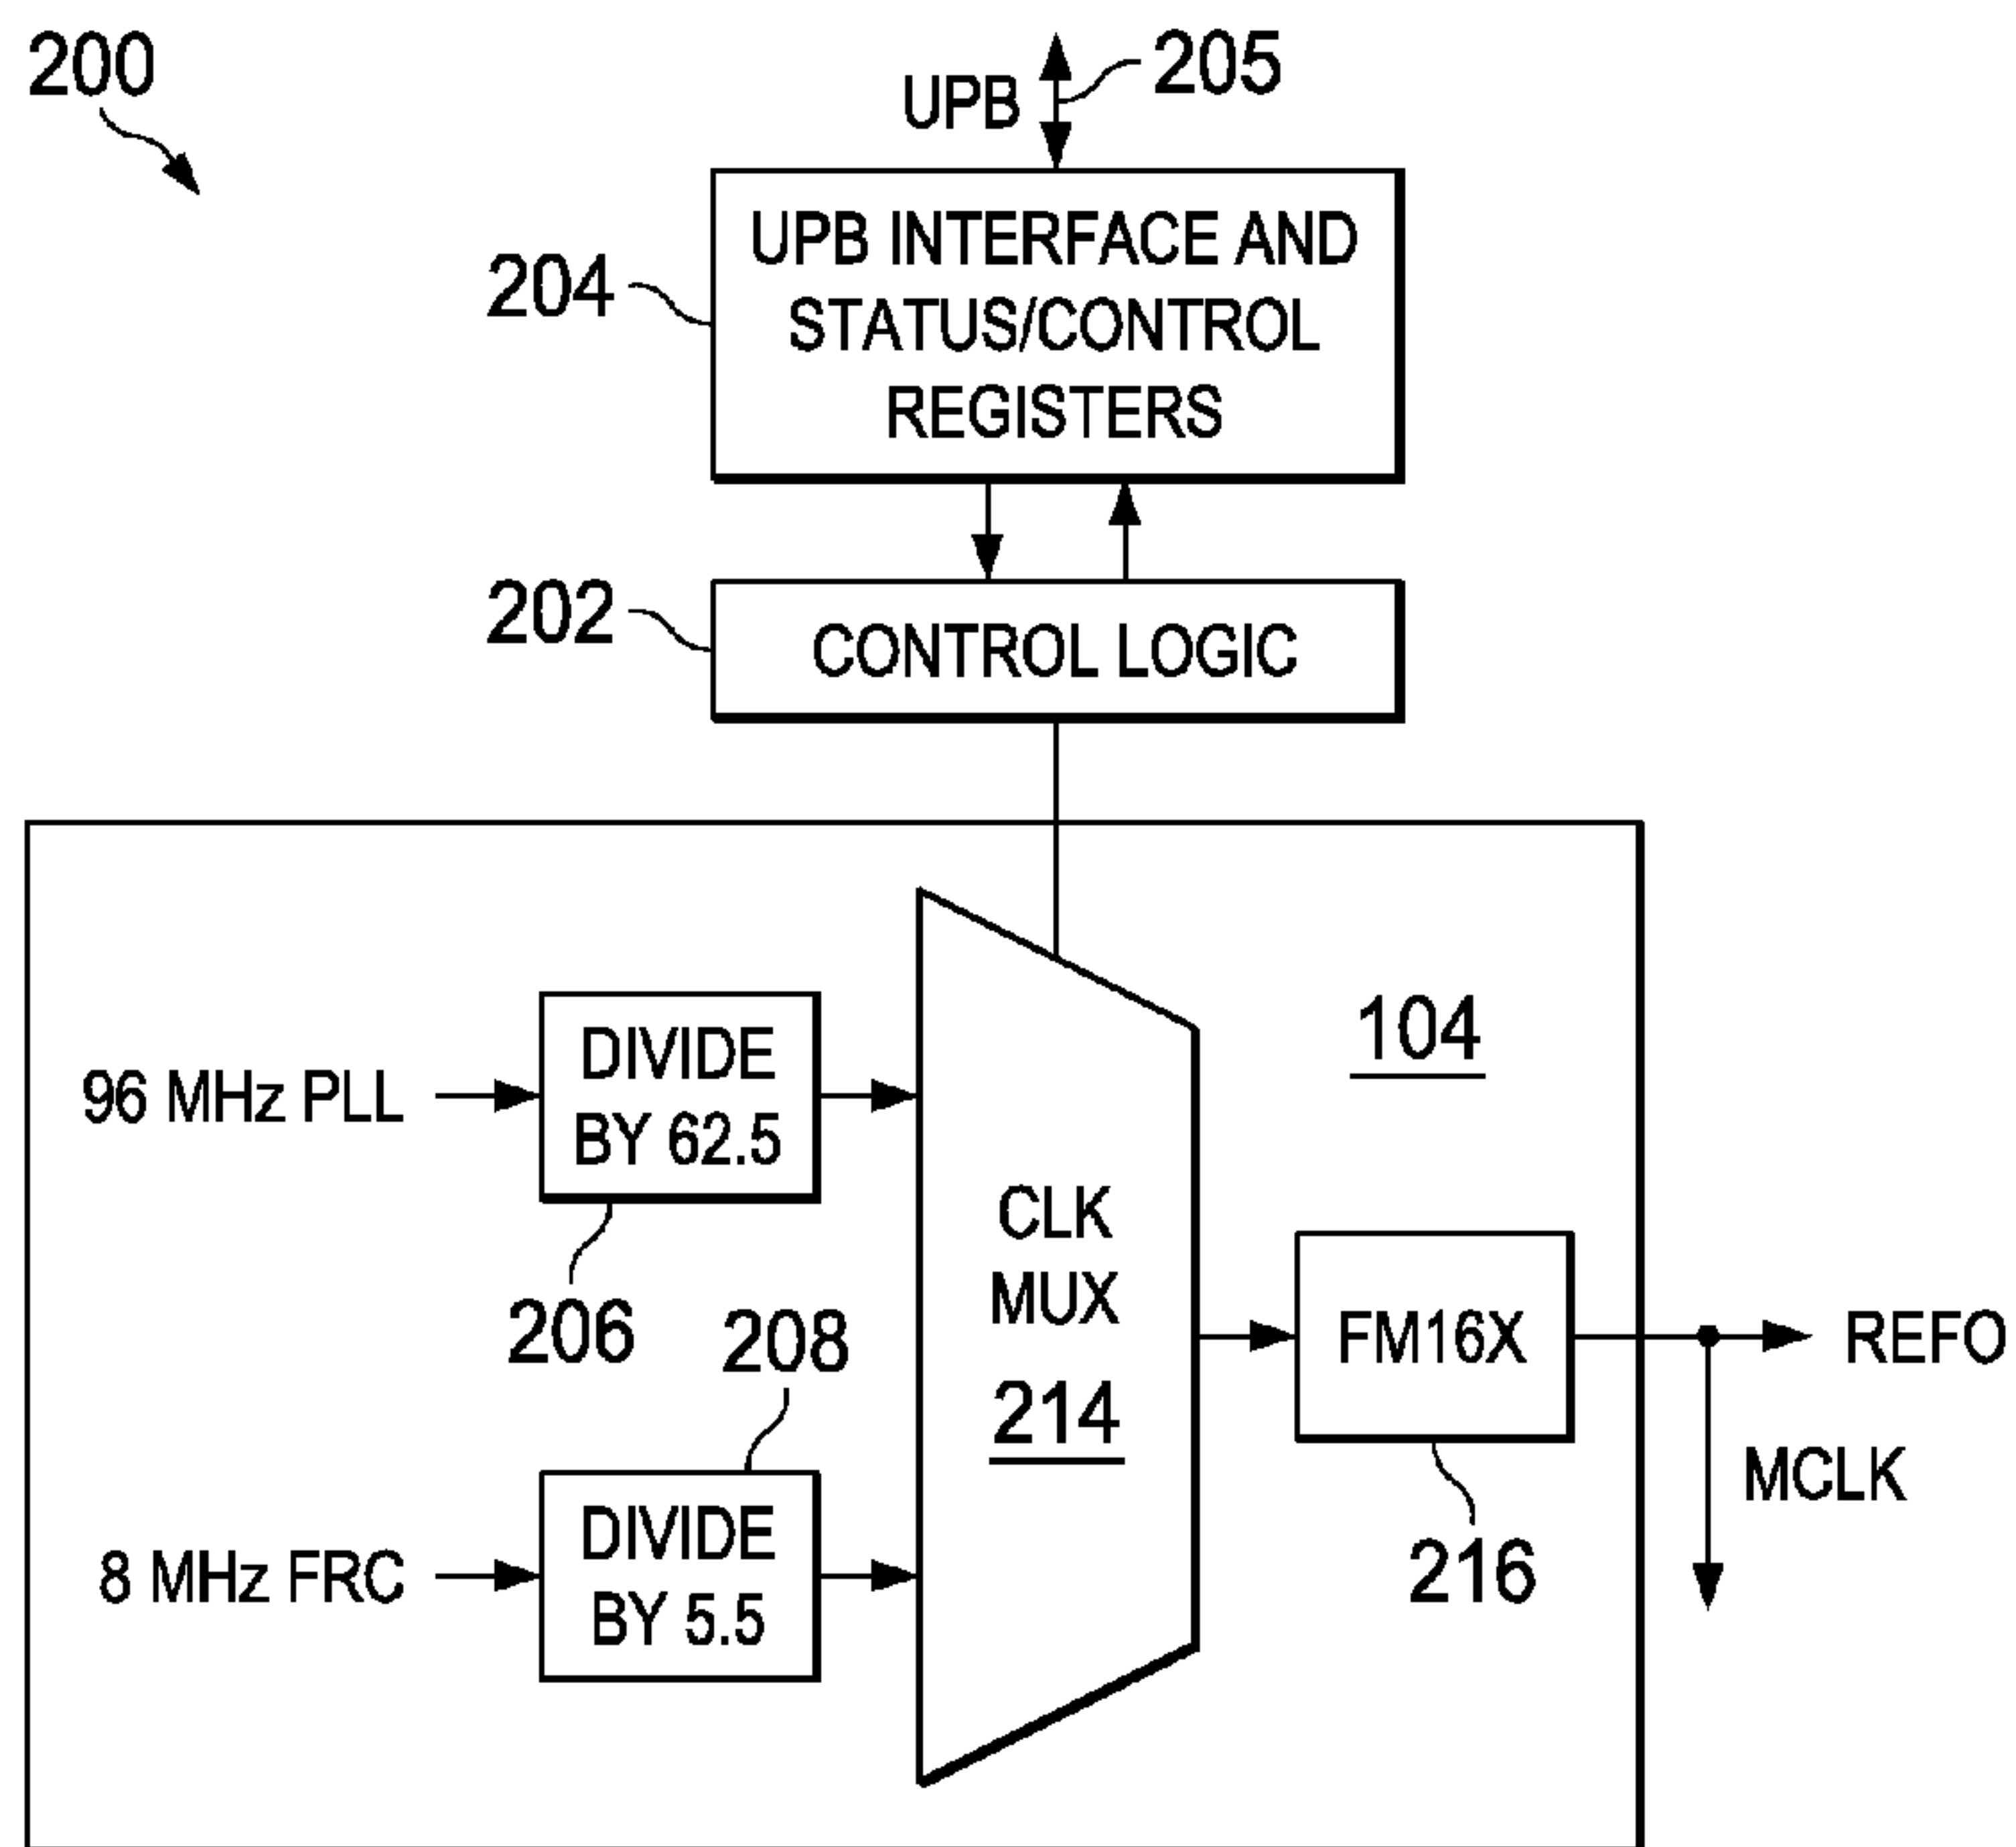 200
UPB
205
UPB INTERFACE AND
STATUS/CONTROL
REGISTERS
204
202
CONTROL LOGIC
104
96 MHz PLL
DIVIDE
BY 62.5
206
CLK
MUX
214
208
8 MHz FRC
DIVIDE
BY 5.5
FM16X
216
REFO
MCLK